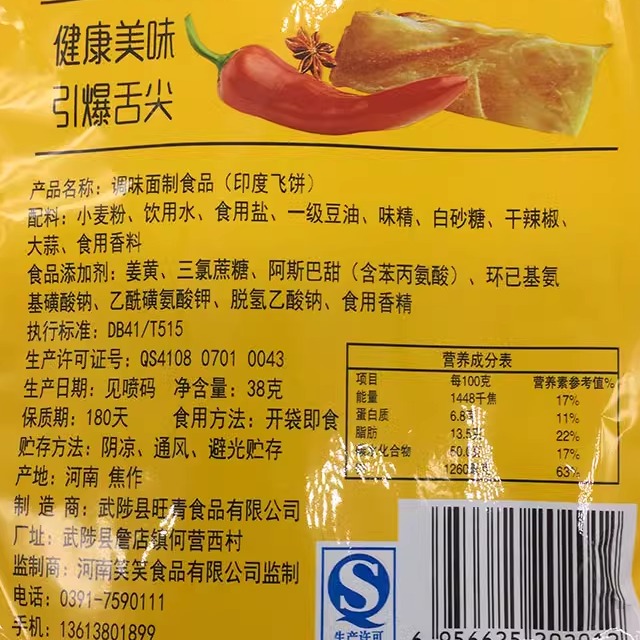 健康美味
引爆舌尖
产品名称：调味面制食品（印度飞饼）
配料：小麦粉、饮用水、食用盐、一级豆油、味精、白砂糖、干辣椒、
大蒜、食用香料
食品添加剂：姜黄、三氯蔗糖、阿斯巴甜（含苯丙氨酸）、环已基氨
基磺酸钠、乙酰磺氨酸钾、脱氢乙酸钠、食用香精
执行标准：DB41/T515
生产许可证号：QS4108 0701 0043
生产日期：见喷码 净含量：38克
保质期：180天 食用方法：开袋即食
贮存方法：阴凉、通风、避光贮存
产地：河南 焦作
制造商：武陟县旺青食品有限公司
厂址：武陟县詹店镇何营西村
监制商：河南笑笑食品有限公司监制
电话：0391-7590111
手机：13613801899
营养成分表
项目 每100克 营养素参考值%
能量 1448千焦 17%
蛋白质 6.8 11%
脂肪 13.5 22%
水化合物 50.0 17%
1260 63%
S
生产许可